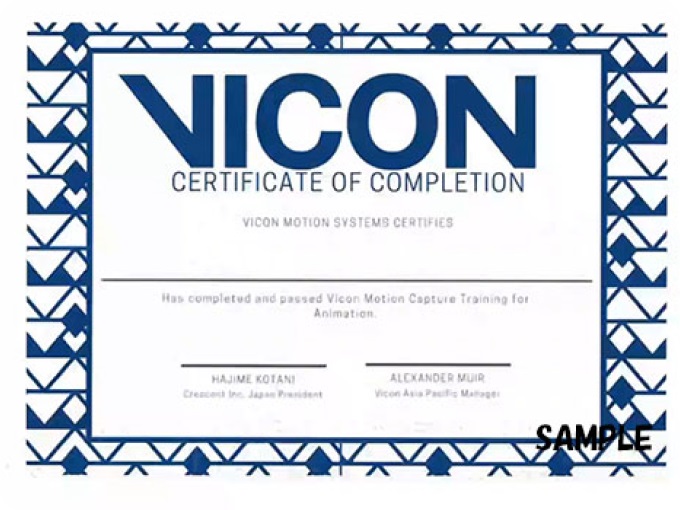 VICON
CERTIFICATE OF COMPLETION
VICON MOTION SYSTEMS CERTIFIES
Has completed and passed Vicon Motion Capture Training for
Animation.
HAJIME KOTANI
Crescent Inc. Japan President
ALEXANDER MUIR
Vicon Asia Pacific Manager
SAMPLE